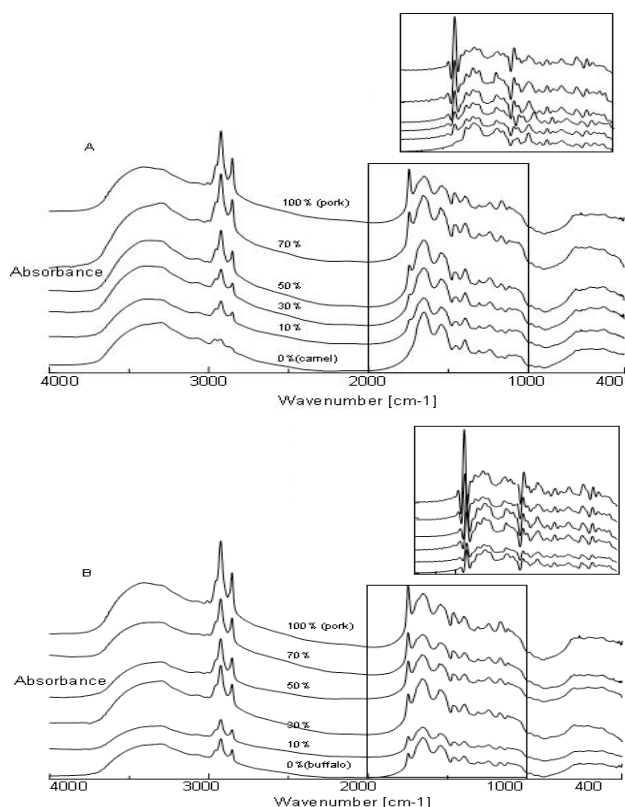 A
100% (pork)
70%
Absorbance
50%
30%
10%
0%(camel)
4000 3000 2000 1000 400
Wavenumber [cm-1]
B
100% (pork)
70%
Absorbance
50%
30%
10%
0%(buffalo)
4000 3000 2000 1000 400
Wavenumber [cm-1]